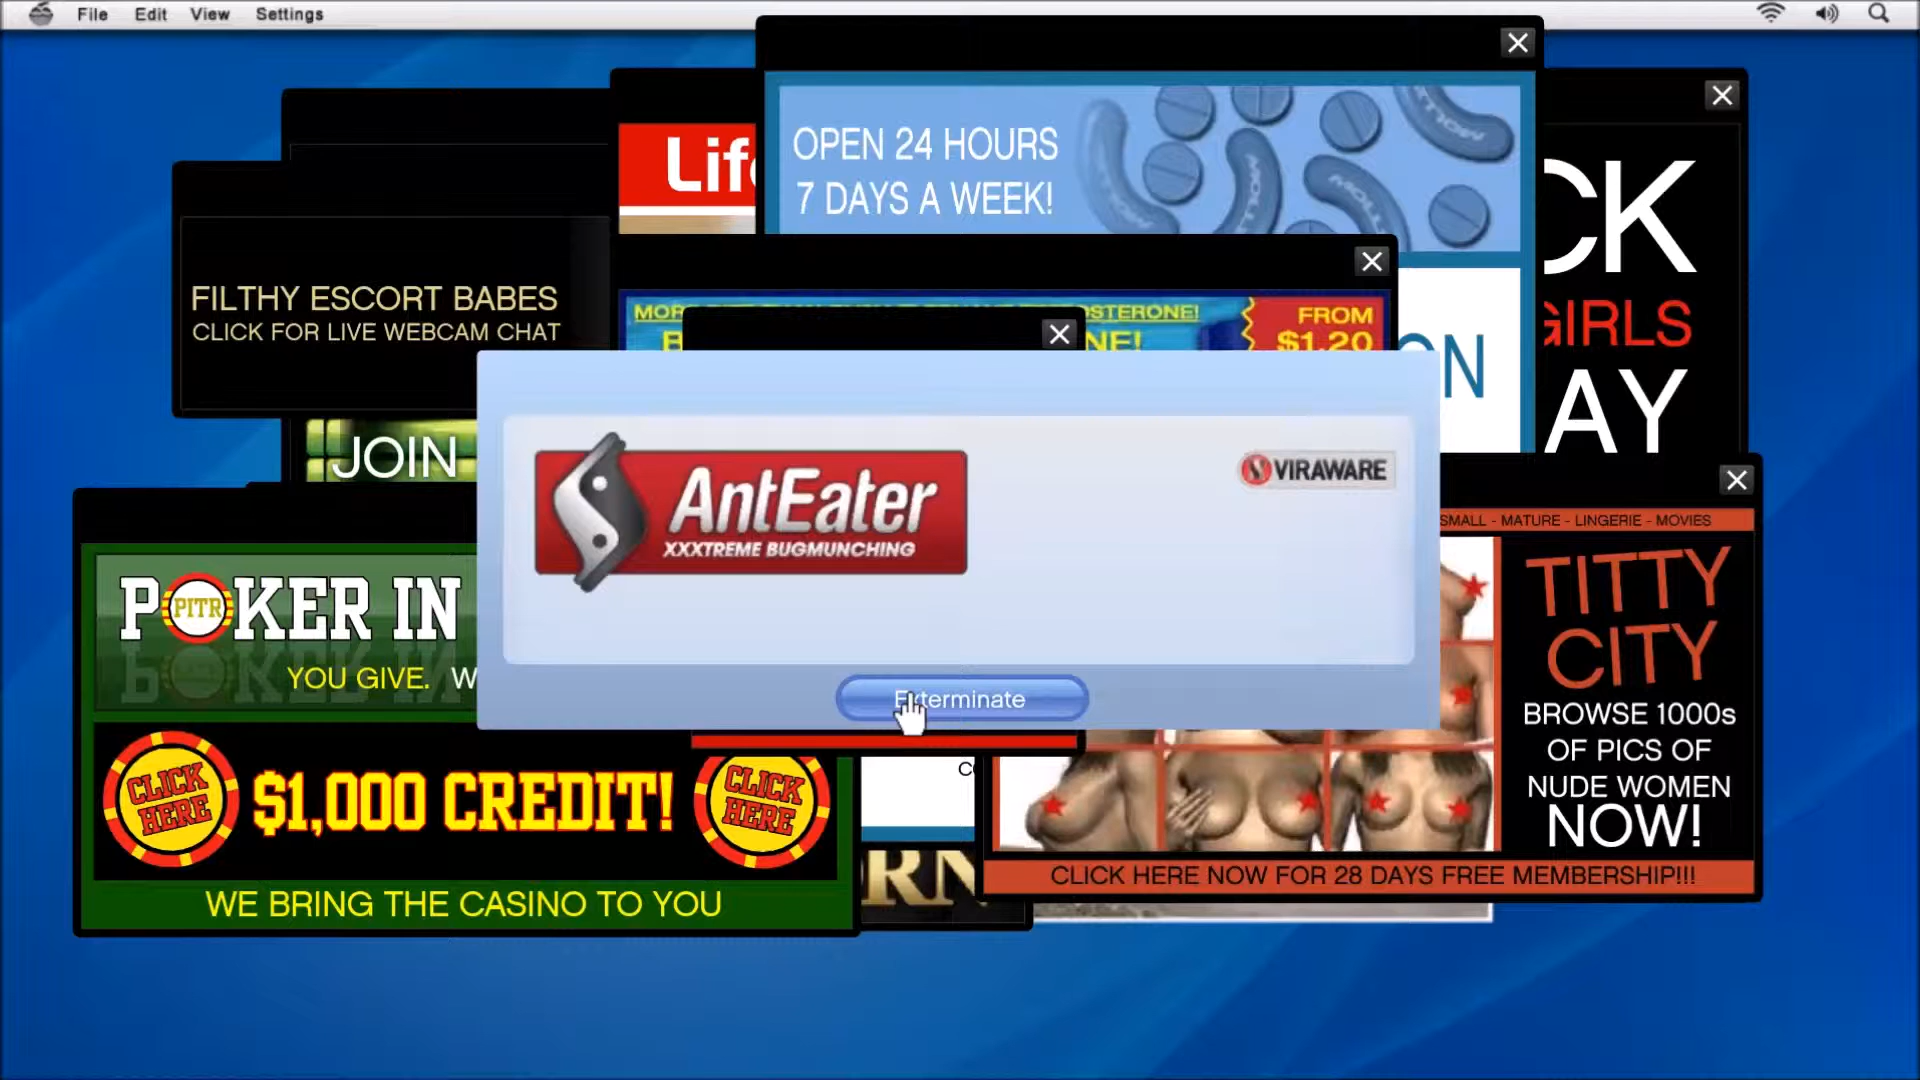 File Edit View Settings
OPEN 24 HOURS
7 DAYS A WEEK!
FILTHY ESCORT BABES
CLICK FOR LIVE WEBCAM CHAT
GIRLS
FROM
$1.20
JOIN
AntEater
XXXTREME BUGMUNCHING
VIRAWARE
Exterminate
POKER IN
PITR
YOU GIVE.
CLICK HERE
$1,000 CREDIT!
CLICK HERE
WE BRING THE CASINO TO YOU
SMALL - MATURE - LINGERIE - MOVIES
TITTY
CITY
BROWSE 1000s
OF PICS OF
NUDE WOMEN
NOW!
CLICK HERE NOW FOR 28 DAYS FREE MEMBERSHIP!!!